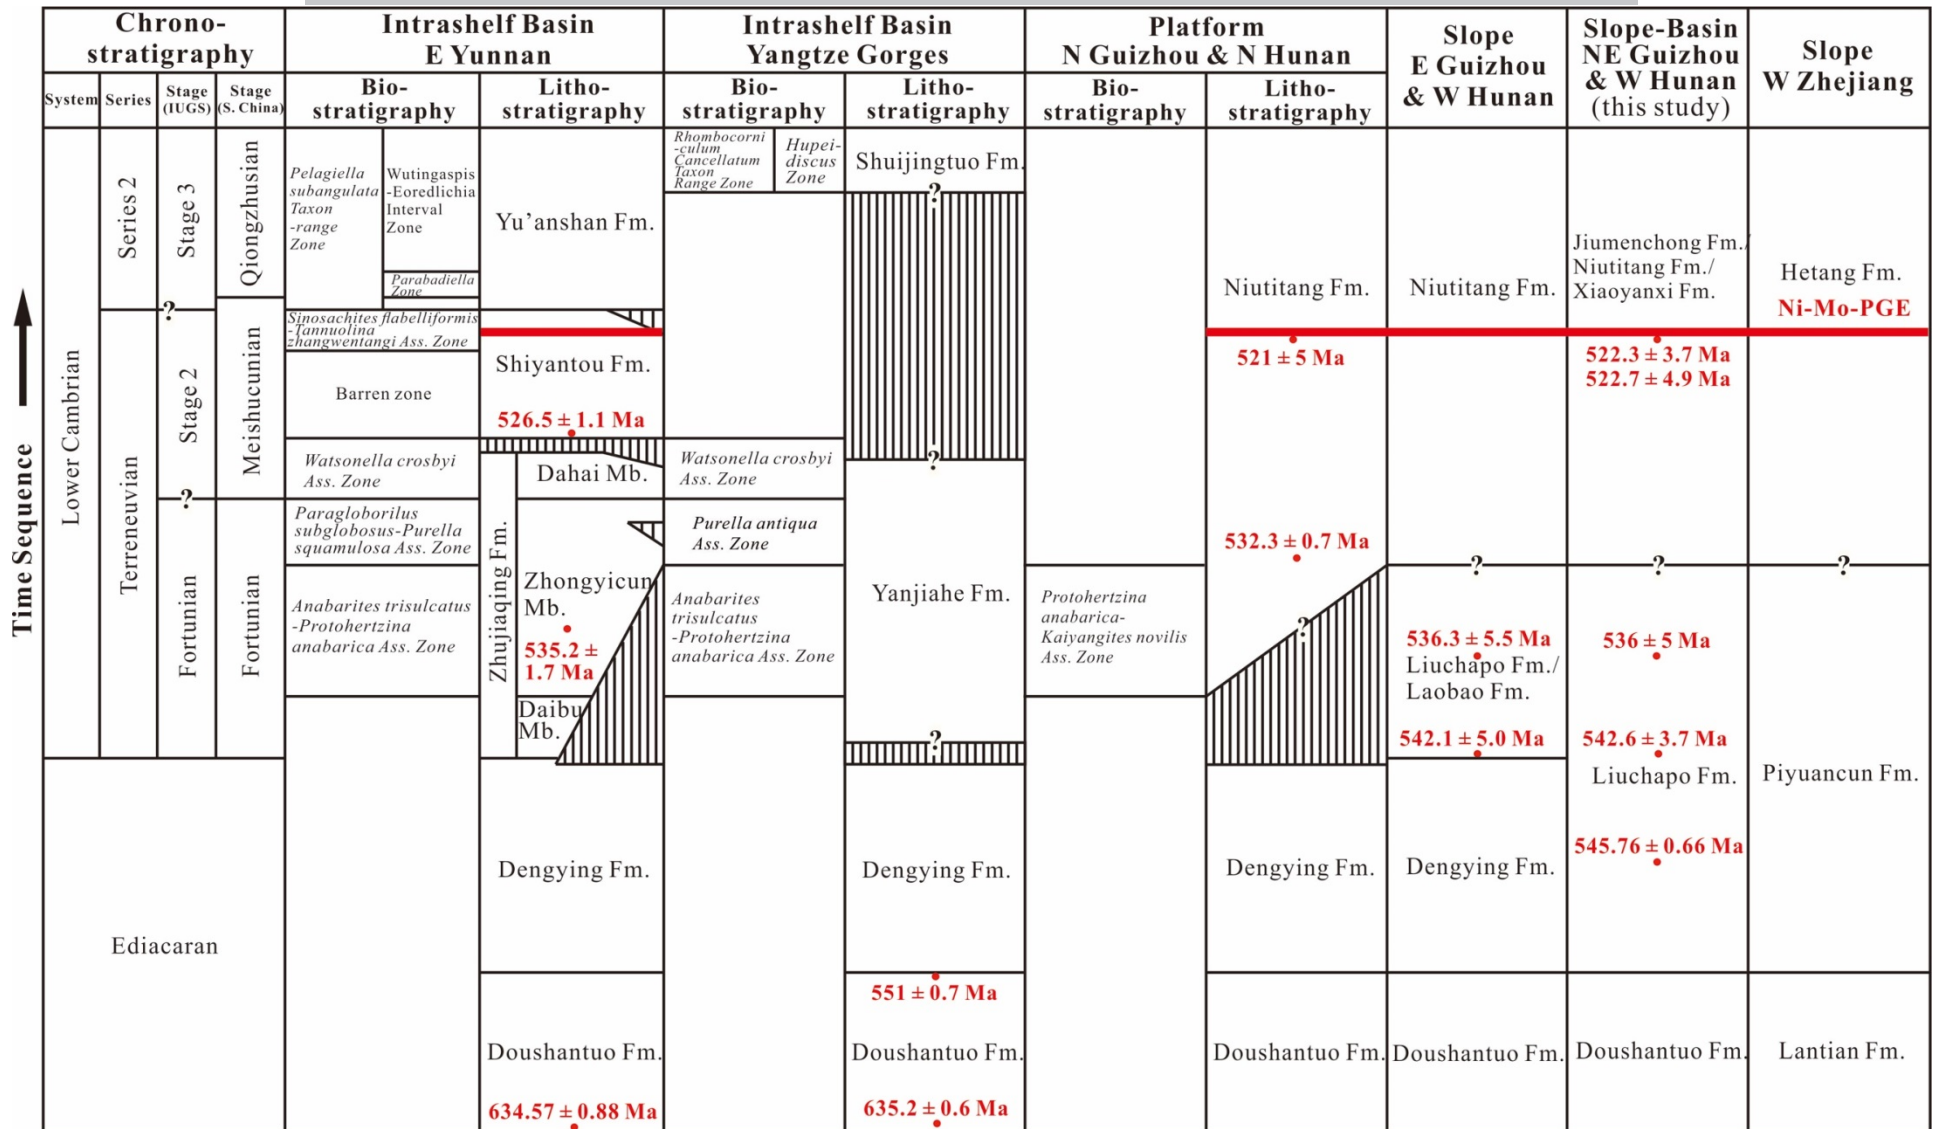 Chrono-
stratigraphy
Intrashelf Basin
E Yunnan
Intrashelf Basin
Yangtze Gorges
Platform
N Guizhou & N Hunan
Slope
E Guizhou
& W Hunan
Slope-Basin
NE Guizhou
& W Hunan
(this study)
Slope
W Zhejiang
System
Series
Stage
(IUGS)
Stage
(S. China)
Bio-
stratigraphy
Litho-
stratigraphy
Bio-
stratigraphy
Litho-
stratigraphy
Bio-
stratigraphy
Litho-
stratigraphy
Time Sequence
Lower Cambrian
Ediacaran
Series 2
Terreneuvian
Stage 3
?
Stage 2
?
Fortunian
Qiongzhusian
Meishucunian
Fortunian
Pelagiella
subangulata
Taxon
-range
Zone
Wutingaspis
-Eoredlichia
Interval
Zone
Parabadiella
Zone
Sinosachites flabelliformis
-Tannuolina
zhangwentangi Ass. Zone
Barren zone
Watsonella crosbyi
Ass. Zone
Paragloborilus
subglobosus-Purella
squamulosa Ass. Zone
Anabarites trisulcatus
-Protohertzina
anabarica Ass. Zone
Yu’anshan Fm.
Shiyantou Fm.
526.5 ± 1.1 Ma
Dahai Mb.
Zhujiaqing Fm.
Zhongyicun
Mb.
535.2 ±
1.7 Ma
Daibu
Mb.
Dengying Fm.
Doushantuo Fm.
634.57 ± 0.88 Ma
Rhombocorni
-culum
Cancellatum
Taxon
Range Zone
Hupei-
discus
Zone
Watsonella crosbyi
Ass. Zone
Purella antiqua
Ass. Zone
Anabarites
trisulcatus
-Protohertzina
anabarica Ass. Zone
Shuijingtuo Fm.
?
?
Yanjiahe Fm.
?
Dengying Fm.
551 ± 0.7 Ma
Doushantuo Fm.
635.2 ± 0.6 Ma
Protohertzina
anabarica-
Kaiyangites novilis
Ass. Zone
Niutitang Fm.
521 ± 5 Ma
532.3 ± 0.7 Ma
?
Dengying Fm.
Doushantuo Fm.
Niutitang Fm.
?
536.3 ± 5.5 Ma
Liuchapo Fm./
Laobao Fm.
542.1 ± 5.0 Ma
Dengying Fm.
Doushantuo Fm.
Jiumenchong Fm./
Niutitang Fm./
Xiaoyanxi Fm.
522.3 ± 3.7 Ma
522.7 ± 4.9 Ma
?
536 ± 5 Ma
542.6 ± 3.7 Ma
Liuchapo Fm.
545.76 ± 0.66 Ma
Doushantuo Fm.
Hetang Fm.
Ni-Mo-PGE
?
Piyuancun Fm.
Lantian Fm.